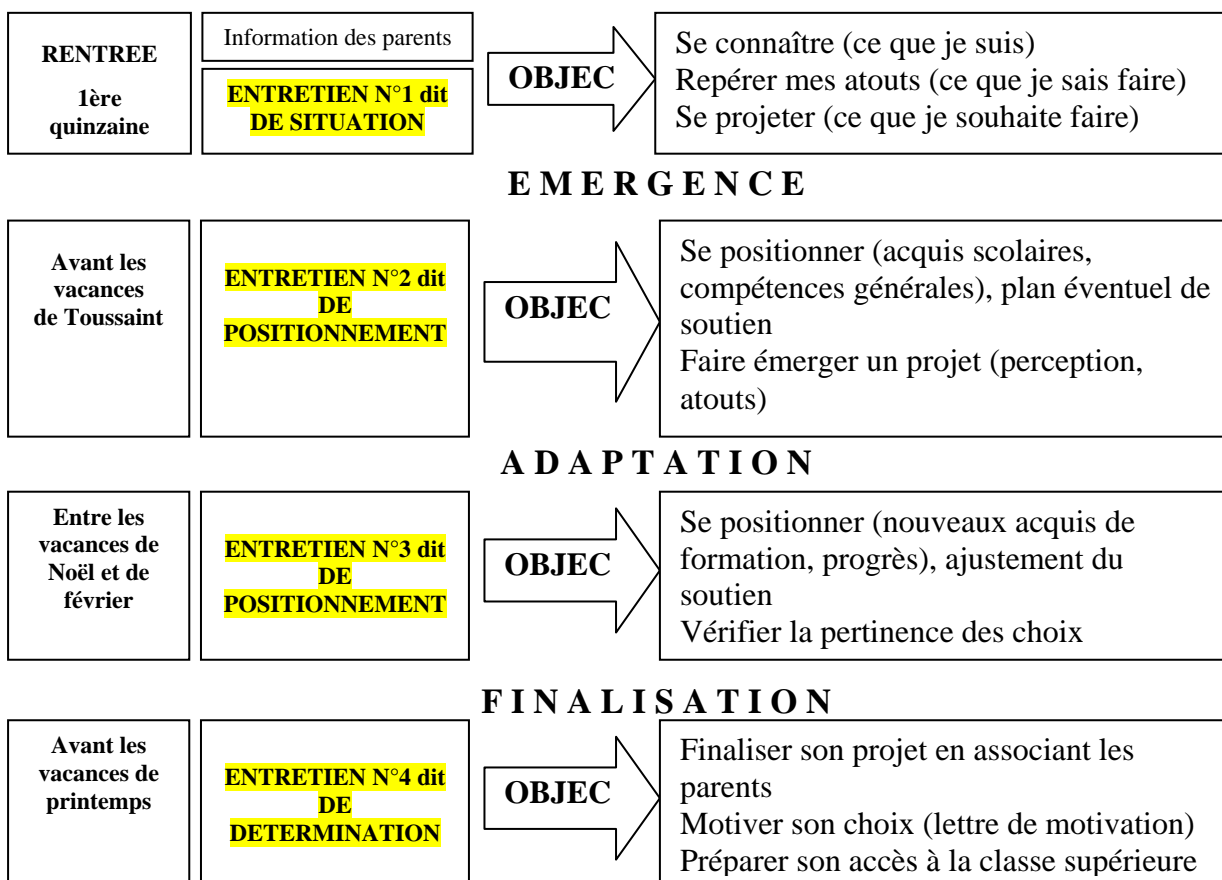 RENTREE
1ère
quinzaine
Information des parents
ENTRETIEN N°1 dit
DE SITUATION
OBJEC
Se connaître (ce que je suis)
Repérer mes atouts (ce que je sais faire)
Se projeter (ce que je souhaite faire)
E M E R G E N C E
Avant les
vacances
de Toussaint
ENTRETIEN N°2 dit
DE
POSITIONNEMENT
OBJEC
Se positionner (acquis scolaires,
compétences générales), plan éventuel de
soutien
Faire émerger un projet (perception,
atouts)
A D A P T A T I O N
Entre les
vacances de
Noël et de
février
ENTRETIEN N°3 dit
DE
POSITIONNEMENT
OBJEC
Se positionner (nouveaux acquis de
formation, progrès), ajustement du
soutien
Vérifier la pertinence des choix
F I N A L I S A T I O N
Avant les
vacances de
printemps
ENTRETIEN N°4 dit
DE
DETERMINATION
OBJEC
Finaliser son projet en associant les
parents
Motiver son choix (lettre de motivation)
Préparer son accès à la classe supérieure